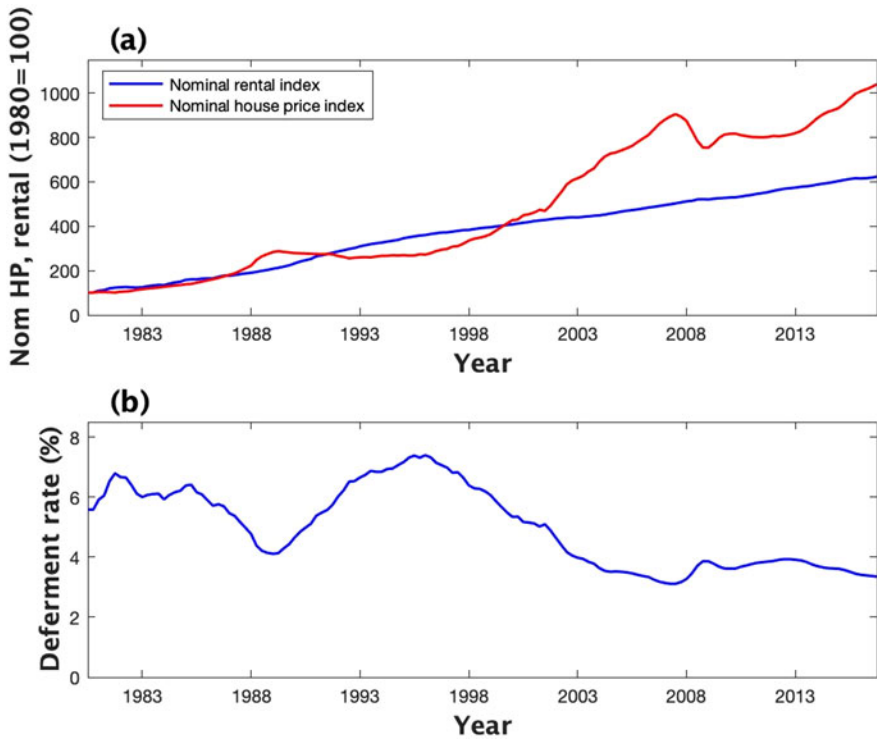 (a)
Nom HP, rental (1980=100)
Nominal rental index
Nominal house price index
1000
800
600
400
200
0
1983 1988 1993 1998 2003 2008 2013
Year
(b)
Deferment rate (%)
8
6
4
2
0
1983 1988 1993 1998 2003 2008 2013
Year